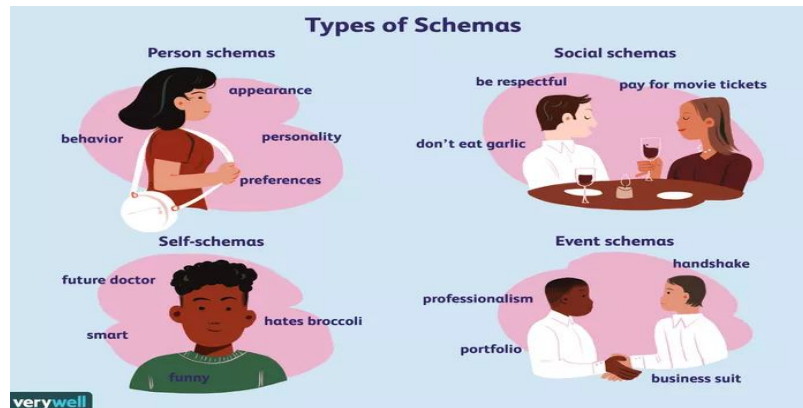 Types of Schemas
Person schemas
appearance
behavior
personality
preferences
Social schemas
be respectful
pay for movie tickets
don't eat garlic
Self-schemas
future doctor
hates broccoli
smart
funny
Event schemas
handshake
professionalism
portfolio
business suit
verywell